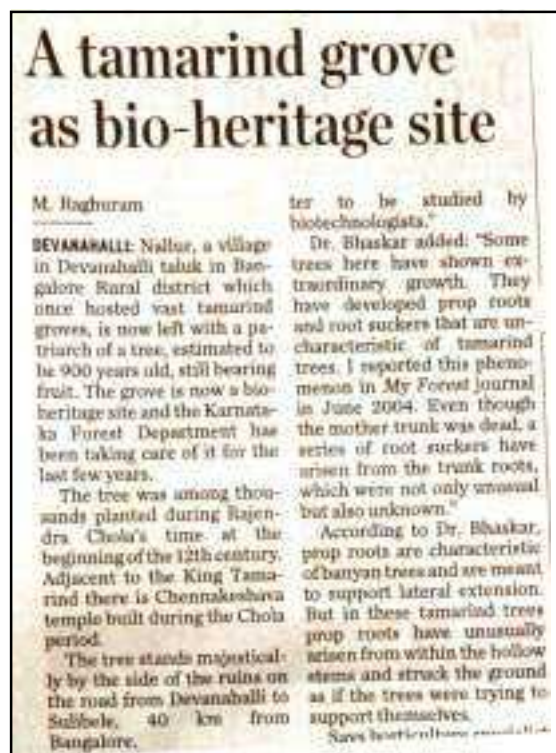 A tamarind grove
as bio-heritage site
M. Raghuram
DEVANAHALLI: Nallur, a village
in Devanahalli taluk in Ban-
galore Rural district which
once hosted vast tamarind
groves, is now left with a pa-
triarch of a tree, estimated to
be 900 years old, still bearing
fruit. The grove is now a bio-
heritage site and the Karnata-
ka Forest Department has
been taking care of it for the
last few years.
The tree was among thou-
sands planted during Rajen-
dra Chola's time at the
beginning of the 12th century.
Adjacent to the King Tama-
rind there is Chennakeshava
temple built during the Chola
period.
The tree stands majestical-
ly by the side of the ruins on
the road from Devanahalli to
40 km from
Bangalore.
ter to be studied by
biotechnologists."
Dr. Bhaskar added: "Some
trees here have shown ex-
traordinary growth. They
have developed prop roots
and root suckers that are un-
characteristic of tamarind
trees. I reported this pheno-
menon in My Forest journal
in June 2004. Even though
the mother trunk was dead, a
series of root suckers have
arisen from the trunk roots,
which were not only unusual
but also unknown."
According to Dr. Bhaskar,
prop roots are characteristic
of banyan trees and are meant
to support lateral extension.
But in these tamarind trees
prop roots have unusually
arisen from within the hollow
stems and struck the ground
as if the trees were trying to
support themselves.
Says horticulture